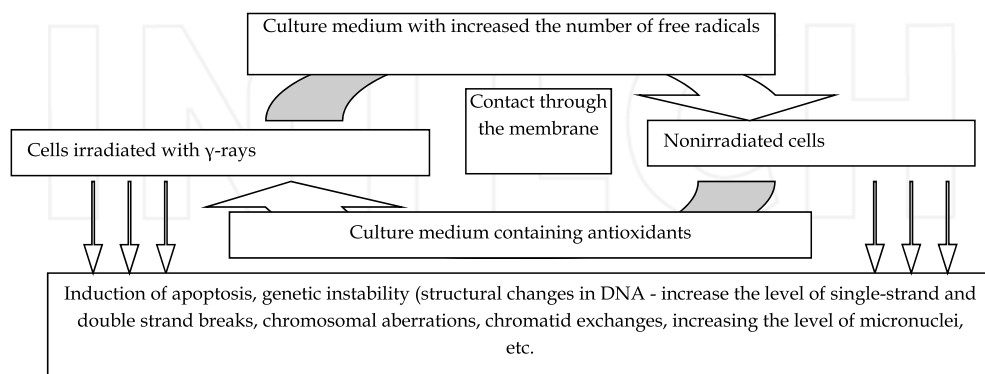 Culture medium with increased the number of free radicals
Contact through
the membrane
Cells irradiated with γ-rays
Nonirradiated cells
Culture medium containing antioxidants
Induction of apoptosis, genetic instability (structural changes in DNA - increase the level of single-strand and
double strand breaks, chromosomal aberrations, chromatid exchanges, increasing the level of micronuclei,
etc.
INTECH